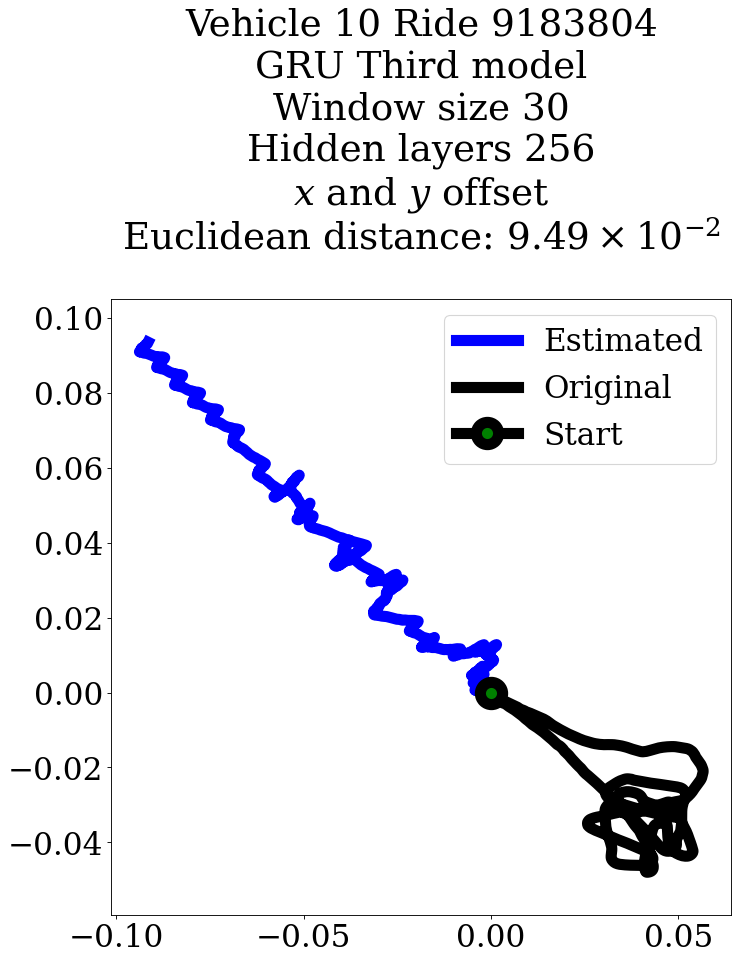 Vehicle 10 Ride 9183804
GRU Third model
Window size 30
Hidden layers 256
x and y offset
Euclidean distance: 9.49 × 10⁻²
Estimated
Original
Start
0.10
0.08
0.06
0.04
0.02
0.00
−0.02
−0.04
−0.10 −0.05 0.00 0.05